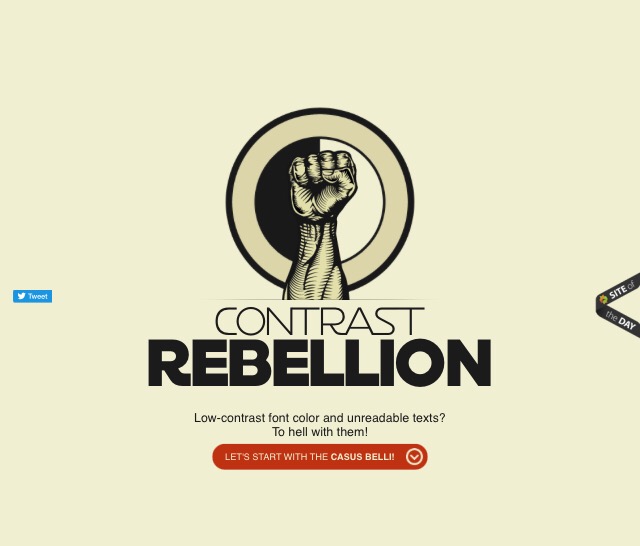 Tweet
SITE of
the DAY
CONTRAST
REBELLION
Low-contrast font color and unreadable texts?
To hell with them!
LET'S START WITH THE CASUS BELLI!